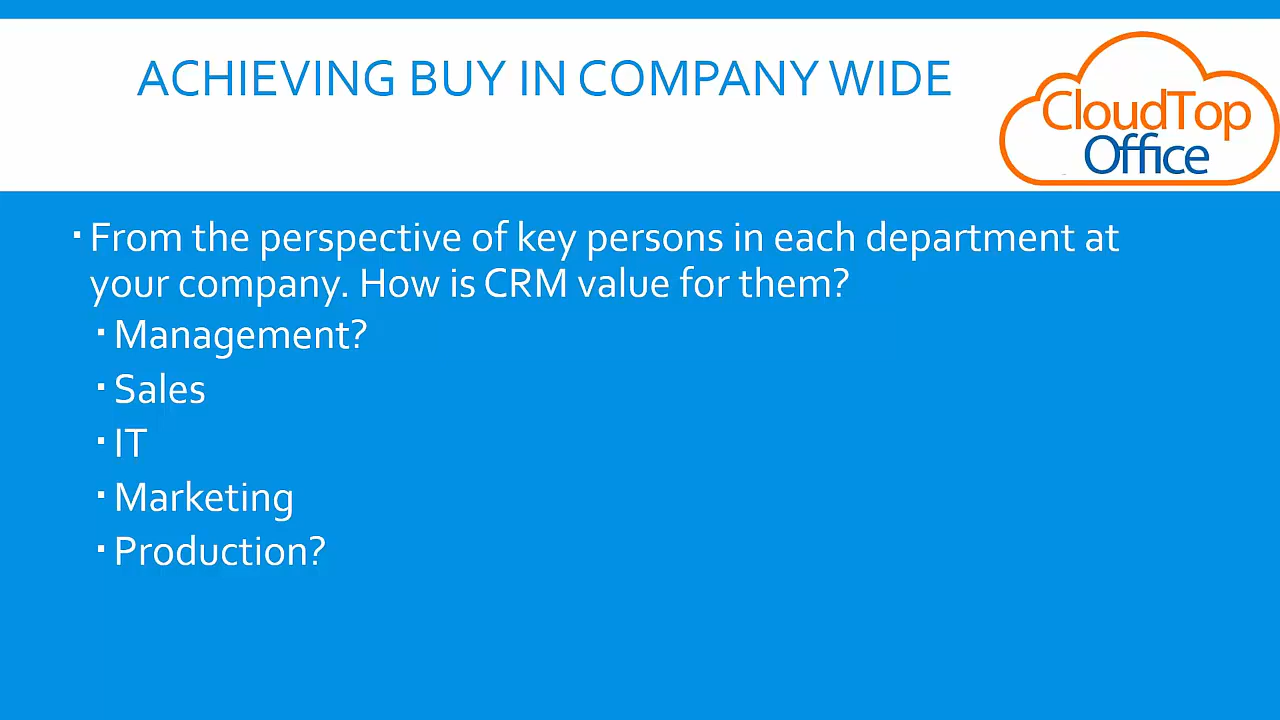 ACHIEVING BUY IN COMPANY WIDE
CloudTop
Office
▪ From the perspective of key persons in each department at
your company. How is CRM value for them?
▪ Management?
▪ Sales
▪ IT
▪ Marketing
▪ Production?